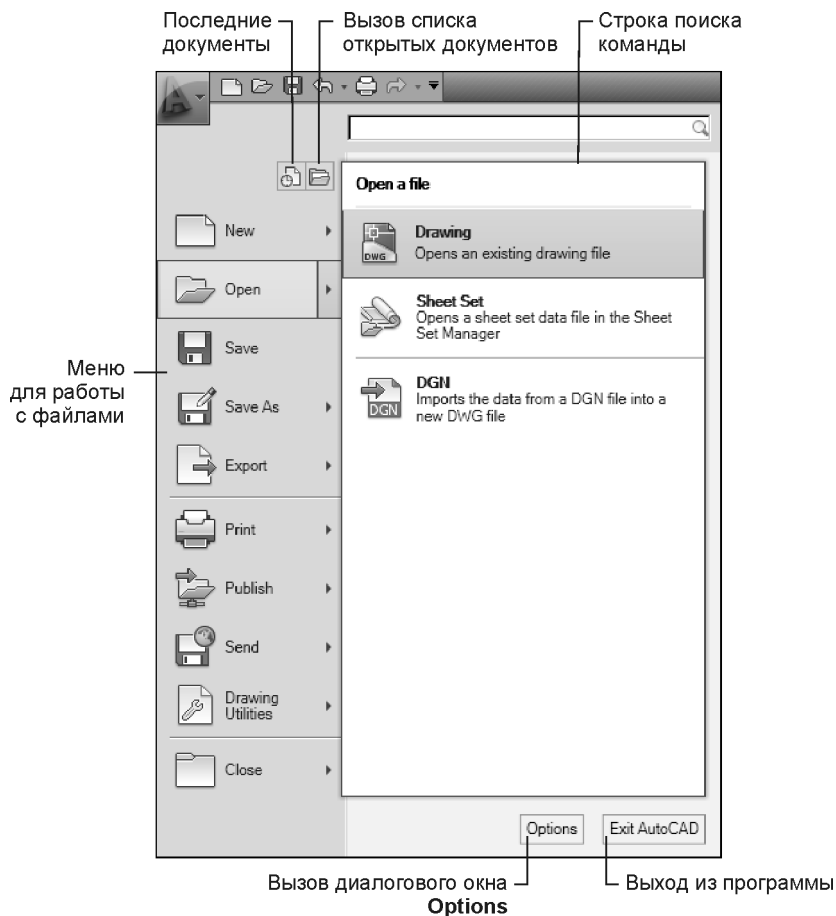 Последние
документы
Вызов списка
открытых документов
Строка поиска
команды
Open a file
New
Drawing
Opens an existing drawing file
Open
Sheet Set
Opens a sheet set data file in the Sheet
Set Manager
Save
Меню
для работы
с файлами
Save As
DGN
Imports the data from a DGN file into a
new DWG file
Export
Print
Publish
Send
Drawing
Utilities
Close
Options
Exit AutoCAD
Вызов диалогового окна
Options
Выход из программы
DWG
DGN
A